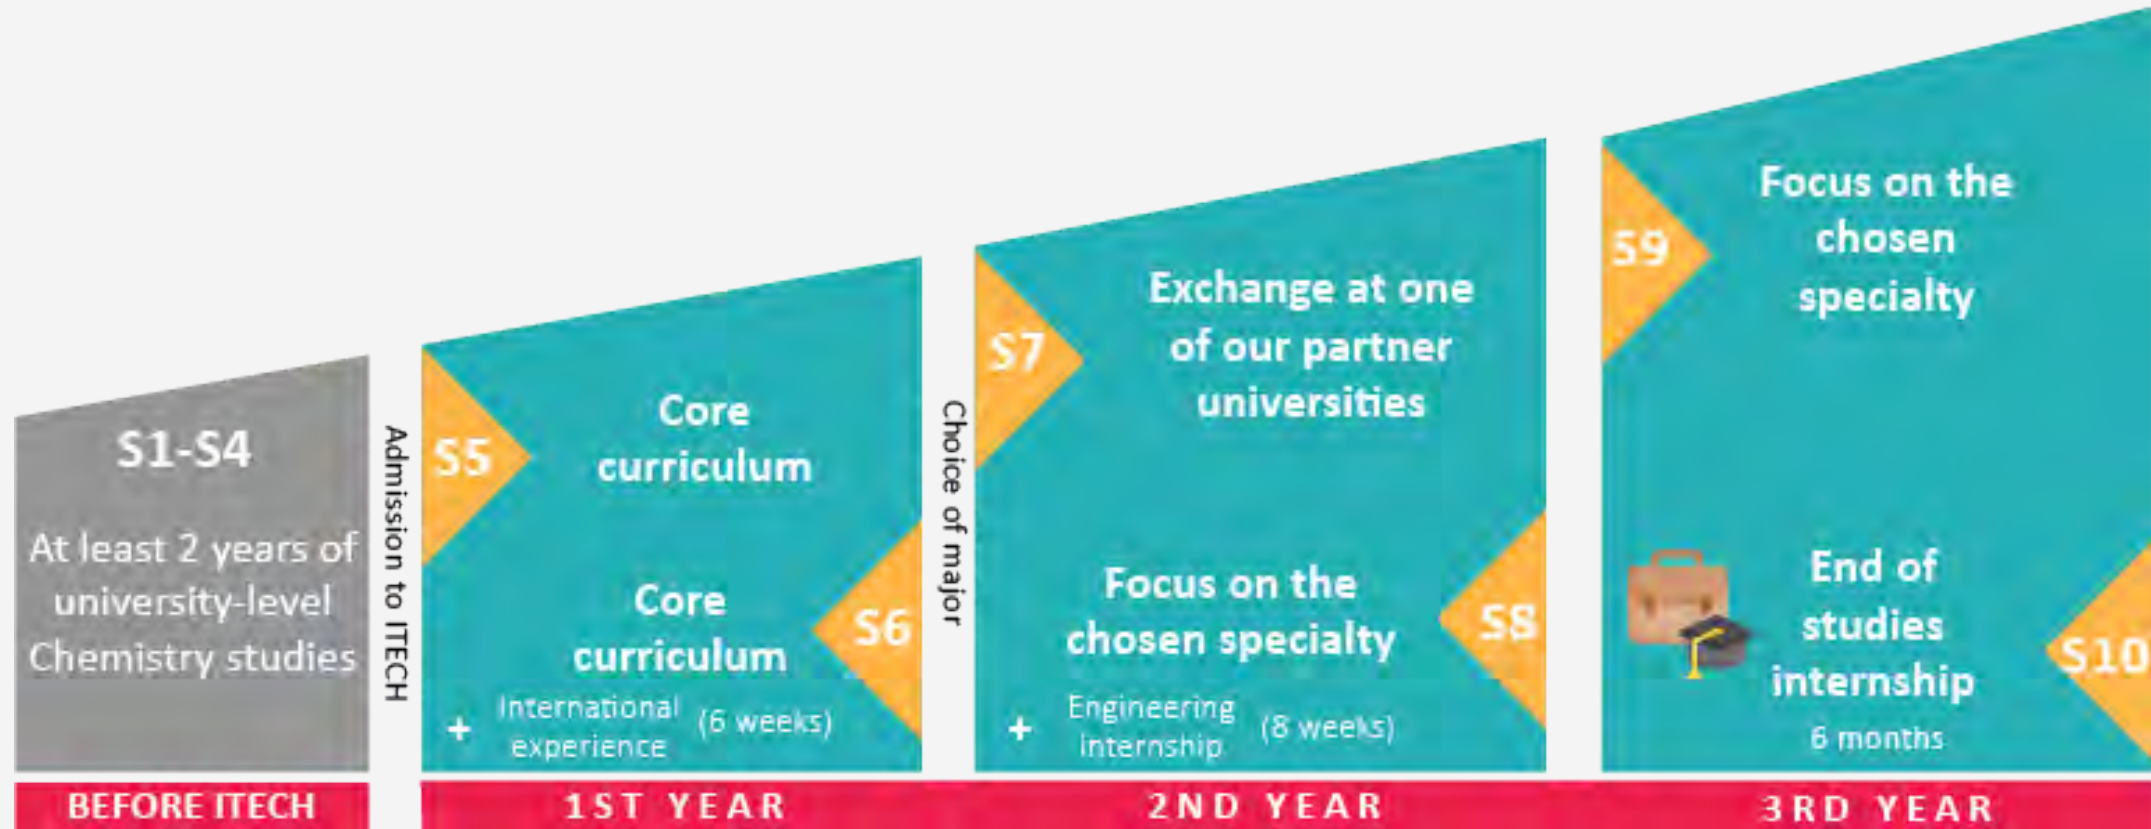 S1-S4
At least 2 years of
university-level
Chemistry studies
BEFORE ITECH
Admission to ITECH
S5
Core
curriculum
Core
curriculum
S6
+ International (6 weeks)
experience
1ST YEAR
Choice of major
S7
Exchange at one
of our partner
universities
Focus on the
chosen specialty
S8
+ Engineering (8 weeks)
internship
2ND YEAR
S9
Focus on the
chosen
specialty
End of
studies
internship
6 months
S10
3RD YEAR